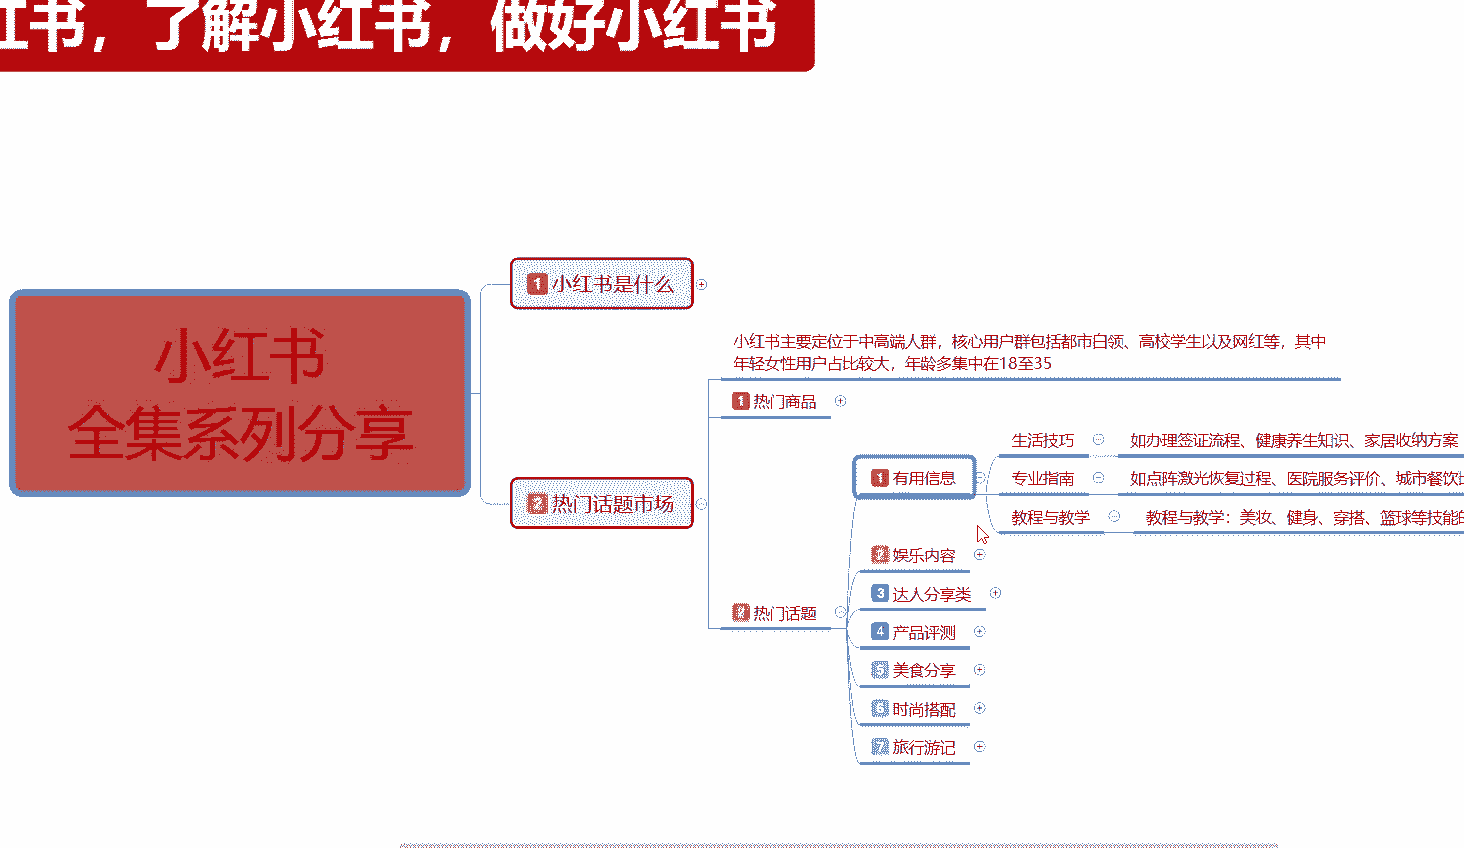 红书，了解小红书，做好小红书
小红书
全集系列分享
1 小红书是什么
2 热门话题市场
小红书主要定位于中高端人群，核心用户群包括都市白领、高校学生以及网红等，其中
年轻女性用户占比较大，年龄多集中在18至35
1 热门商品
2 热门话题
1 有用信息
生活技巧
如办理签证流程、健康养生知识、家居收纳方案
专业指南
如点阵激光恢复过程、医院服务评价、城市餐饮
教程与教学
教程与教学：美妆、健身、穿搭、篮球等技能
2 娱乐内容
3 达人分享类
4 产品评测
5 美食分享
6 时尚搭配
7 旅行游记